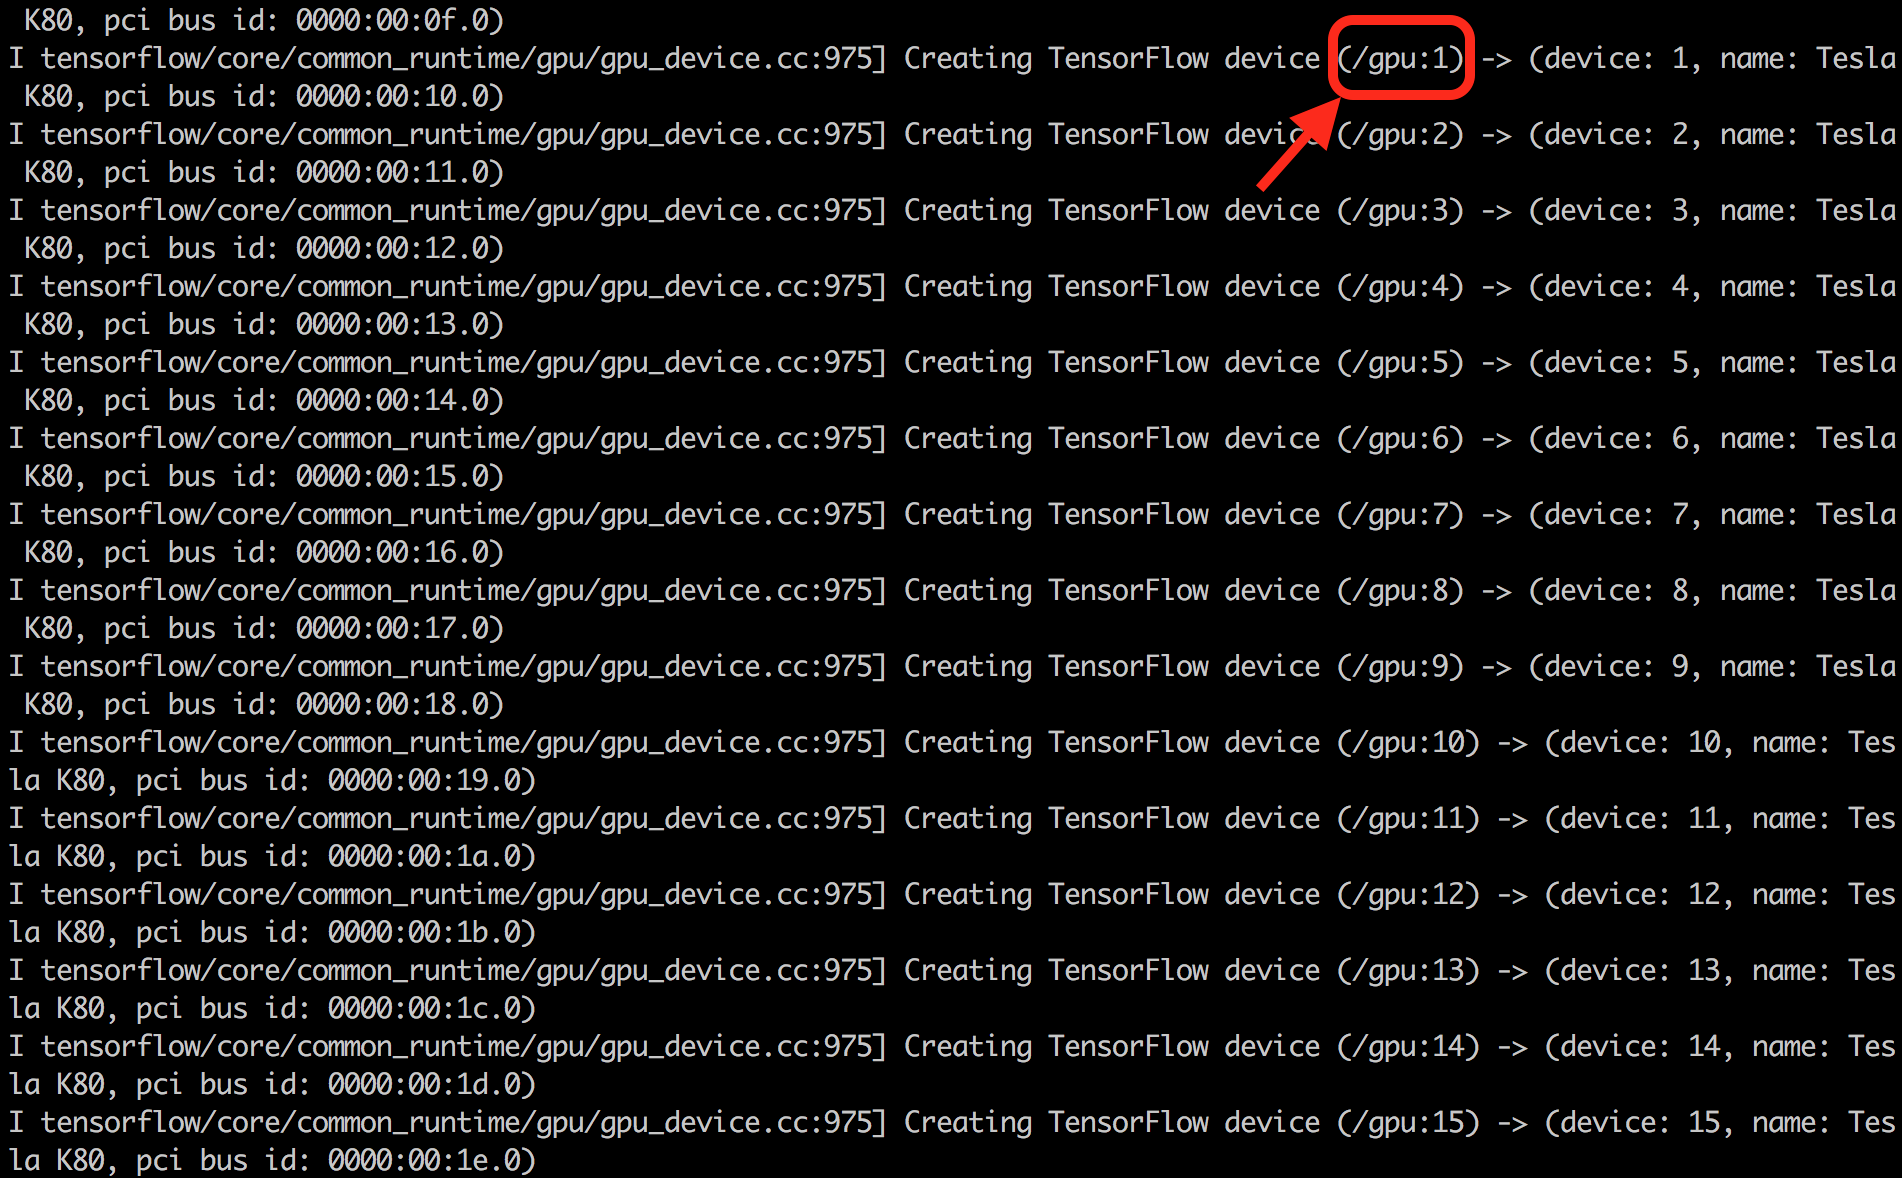 K80, pci bus id: 0000:00:0f.0)
I tensorflow/core/common_runtime/gpu/gpu_device.cc:975] Creating TensorFlow device (/gpu:1) -> (device: 1, name: Tesla
K80, pci bus id: 0000:00:10.0)
I tensorflow/core/common_runtime/gpu/gpu_device.cc:975] Creating TensorFlow device (/gpu:2) -> (device: 2, name: Tesla
K80, pci bus id: 0000:00:11.0)
I tensorflow/core/common_runtime/gpu/gpu_device.cc:975] Creating TensorFlow device (/gpu:3) -> (device: 3, name: Tesla
K80, pci bus id: 0000:00:12.0)
I tensorflow/core/common_runtime/gpu/gpu_device.cc:975] Creating TensorFlow device (/gpu:4) -> (device: 4, name: Tesla
K80, pci bus id: 0000:00:13.0)
I tensorflow/core/common_runtime/gpu/gpu_device.cc:975] Creating TensorFlow device (/gpu:5) -> (device: 5, name: Tesla
K80, pci bus id: 0000:00:14.0)
I tensorflow/core/common_runtime/gpu/gpu_device.cc:975] Creating TensorFlow device (/gpu:6) -> (device: 6, name: Tesla
K80, pci bus id: 0000:00:15.0)
I tensorflow/core/common_runtime/gpu/gpu_device.cc:975] Creating TensorFlow device (/gpu:7) -> (device: 7, name: Tesla
K80, pci bus id: 0000:00:16.0)
I tensorflow/core/common_runtime/gpu/gpu_device.cc:975] Creating TensorFlow device (/gpu:8) -> (device: 8, name: Tesla
K80, pci bus id: 0000:00:17.0)
I tensorflow/core/common_runtime/gpu/gpu_device.cc:975] Creating TensorFlow device (/gpu:9) -> (device: 9, name: Tesla
K80, pci bus id: 0000:00:18.0)
I tensorflow/core/common_runtime/gpu/gpu_device.cc:975] Creating TensorFlow device (/gpu:10) -> (device: 10, name: Tes
la K80, pci bus id: 0000:00:19.0)
I tensorflow/core/common_runtime/gpu/gpu_device.cc:975] Creating TensorFlow device (/gpu:11) -> (device: 11, name: Tes
la K80, pci bus id: 0000:00:1a.0)
I tensorflow/core/common_runtime/gpu/gpu_device.cc:975] Creating TensorFlow device (/gpu:12) -> (device: 12, name: Tes
la K80, pci bus id: 0000:00:1b.0)
I tensorflow/core/common_runtime/gpu/gpu_device.cc:975] Creating TensorFlow device (/gpu:13) -> (device: 13, name: Tes
la K80, pci bus id: 0000:00:1c.0)
I tensorflow/core/common_runtime/gpu/gpu_device.cc:975] Creating TensorFlow device (/gpu:14) -> (device: 14, name: Tes
la K80, pci bus id: 0000:00:1d.0)
I tensorflow/core/common_runtime/gpu/gpu_device.cc:975] Creating TensorFlow device (/gpu:15) -> (device: 15, name: Tes
la K80, pci bus id: 0000:00:1e.0)